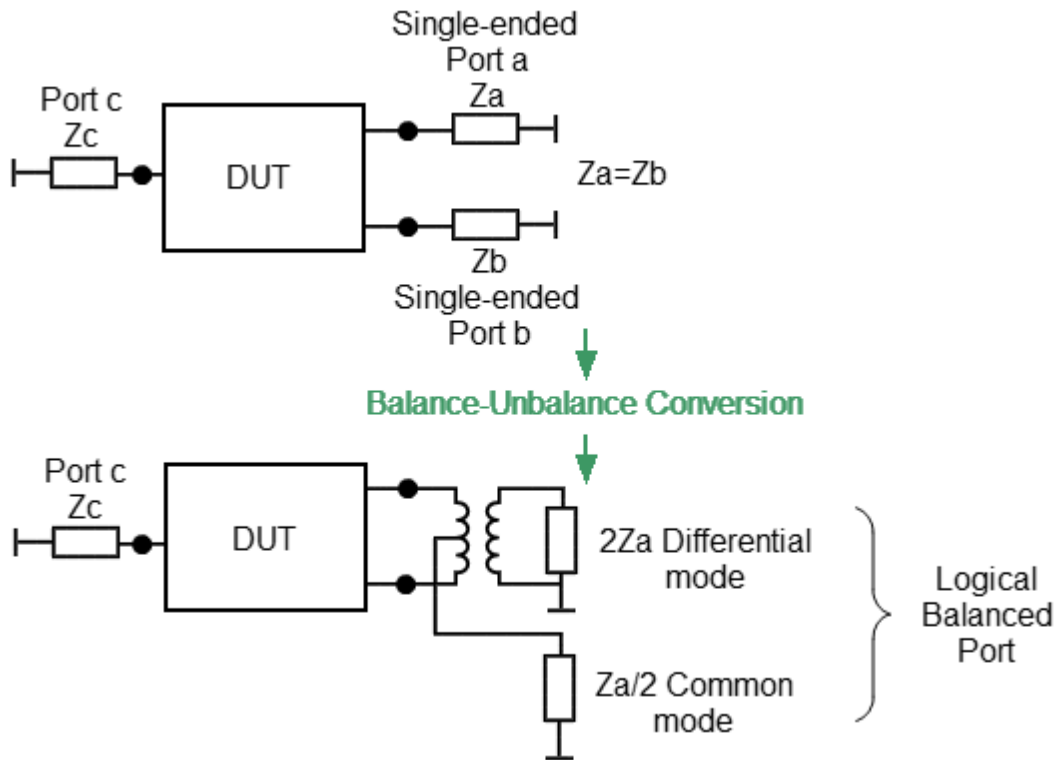 Single-ended
Port a
Za
Port c
Zc
DUT
Za=Zb
Zb
Single-ended
Port b
Balance-Unbalance Conversion
Port c
Zc
DUT
2Za Differential
mode
Za/2 Common
mode
Logical
Balanced
Port